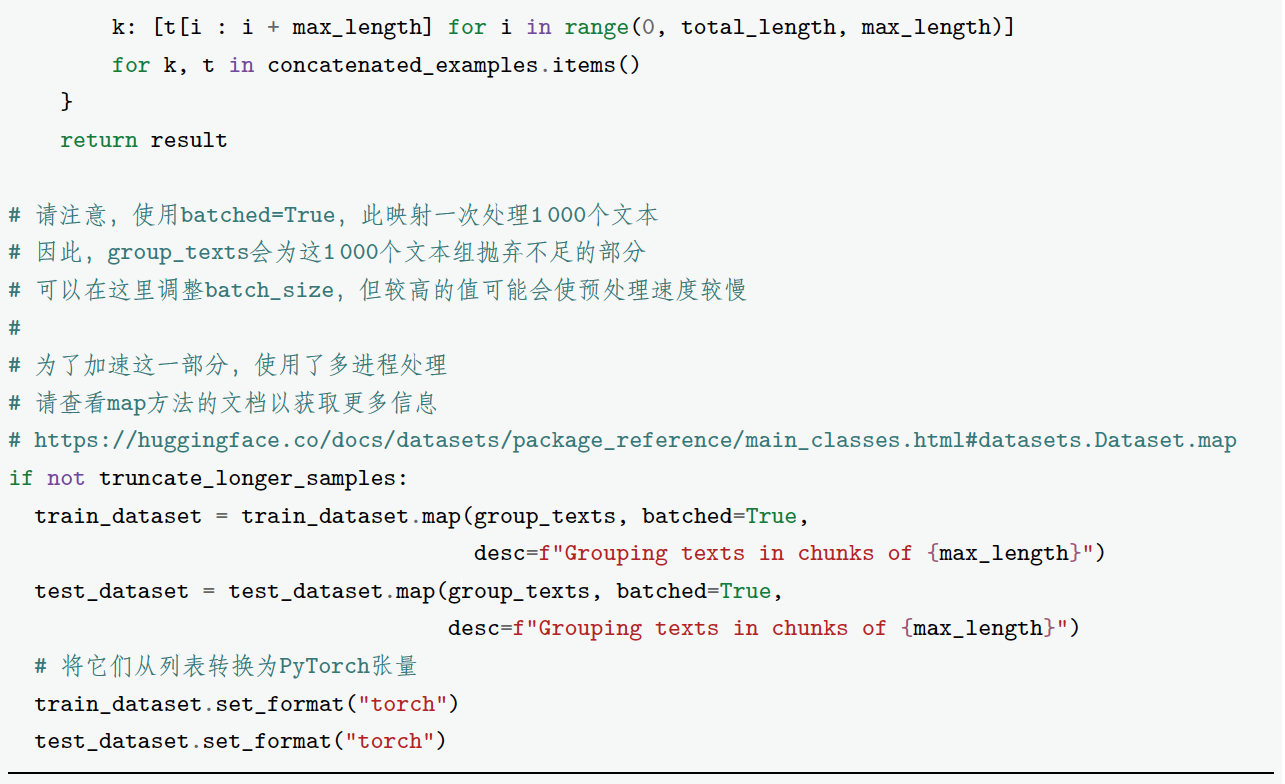 k: [t[i : i + max_length] for i in range(0, total_length, max_length)]
for k, t in concatenated_examples.items()
}
return result
# 请注意，使用batched=True，此映射一次处理1000个文本
# 因此，group_texts会为这1000个文本组抛弃不足的部分
# 可以在这里调整batch_size，但较高的值可能会使预处理速度较慢
#
# 为了加速这一部分，使用了多进程处理
# 请查看map方法的文档以获取更多信息
# https://huggingface.co/docs/datasets/package_reference/main_classes.html#datasets.Dataset.map
if not truncate_longer_samples:
train_dataset = train_dataset.map(group_texts, batched=True,
desc=f"Grouping texts in chunks of {max_length}")
test_dataset = test_dataset.map(group_texts, batched=True,
desc=f"Grouping texts in chunks of {max_length}")
# 将它们从列表转换为PyTorch张量
train_dataset.set_format("torch")
test_dataset.set_format("torch")